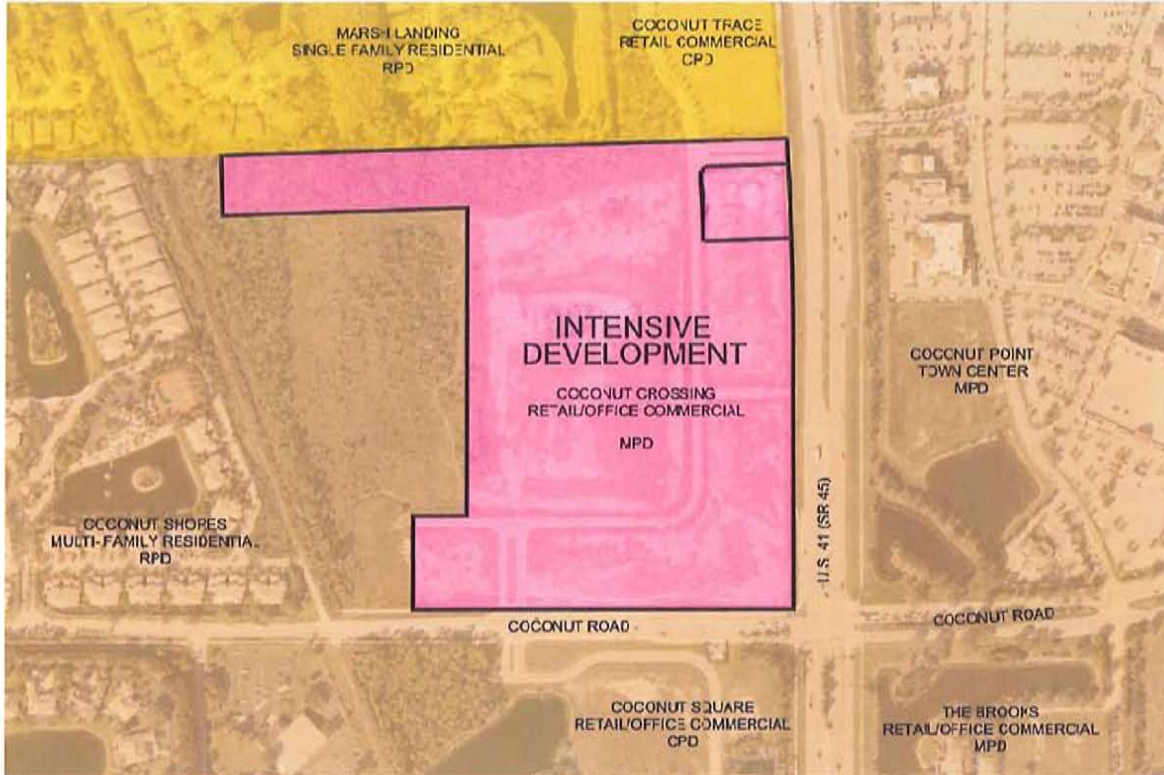 MARSH LANDING
SINGLE FAMILY RESIDENTIAL
RPD
COCONUT TRACE
RETAIL COMMERCIAL
CPD
INTENSIVE
DEVELOPMENT
COCONUT CROSSING
RETAIL/OFFICE COMMERCIAL
MPD
COCONUT POINT
TOWN CENTER
MPD
U.S. 41 (SR 45)
COCONUT SHORES
MULTI-FAMILY RESIDENTIAL
RPD
COCONUT ROAD
COCONUT ROAD
COCONUT SQUARE
RETAIL/OFFICE COMMERCIAL
CPD
THE BROOKS
RETAIL/OFFICE COMMERCIAL
MPD